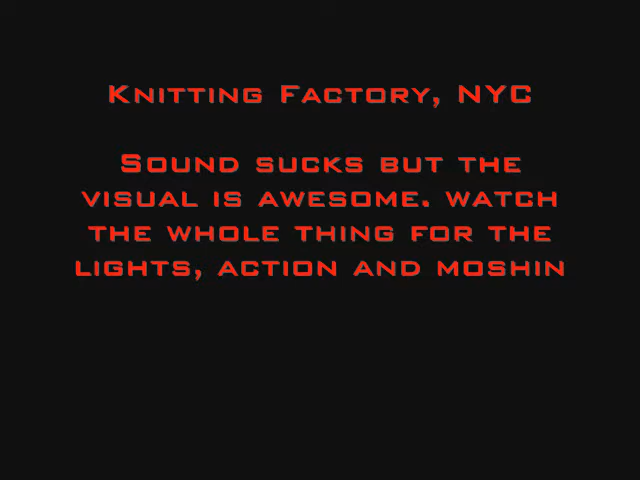 Knitting Factory, NYC
Sound sucks but the
visual is awesome. watch
the whole thing for the
lights, action and moshin